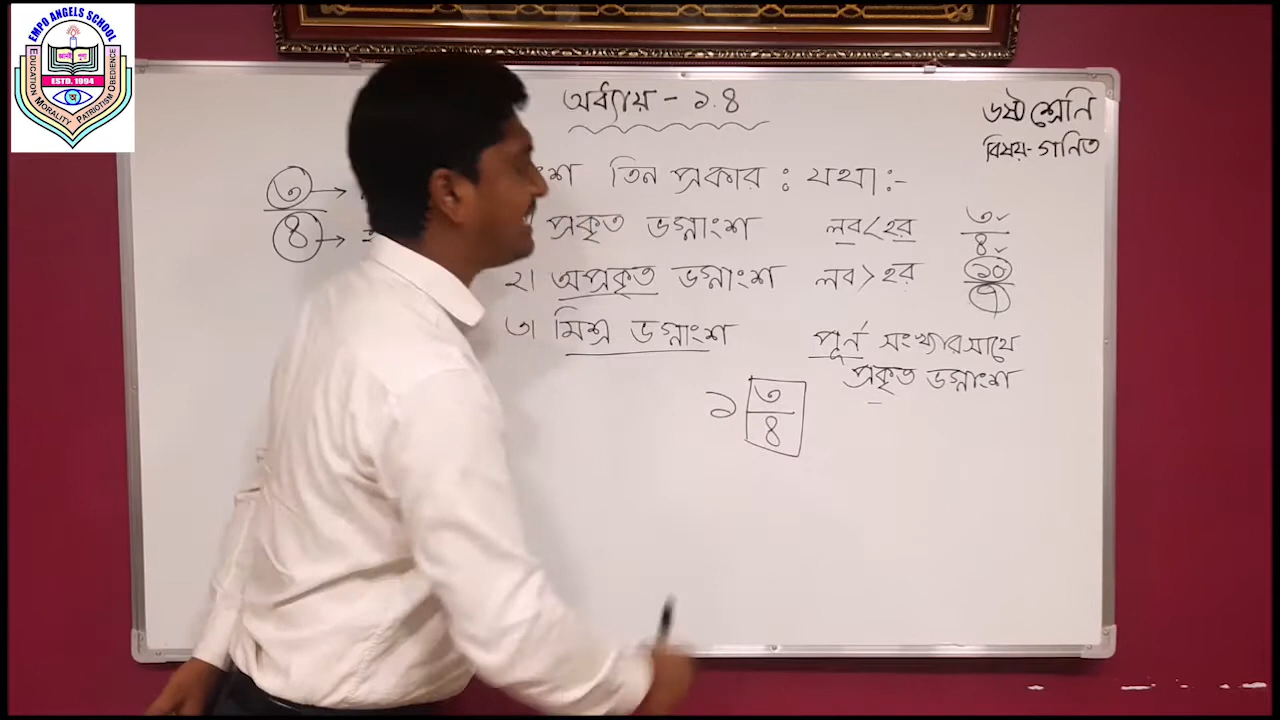 EMPO ANGELS SCHOOL
ESTD. 1994
EDUCATION MORALITY PATRIOTISM OBEDIENCE
অধ্যায় - ১.৪
৬ষ্ঠ শ্রেনি
বিষয়- গনিত
৩
৪
তিন প্রকার : যথা:-
প্রকৃত ভগ্নাংশ লব < হর ৩/৪
২। অপ্রকৃত ভগ্নাংশ লব > হর ১০/৭
৩। মিশ্র ভগ্নাংশ পূর্ন সংখ্যার সাথে
প্রকৃত ভগ্নাংশ
১ ৩/৪